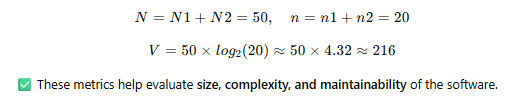 N = N1 + N2 = 50, n = n1 + n2 = 20
V = 50 × log₂(20) ≈ 50 × 4.32 ≈ 216
✅ These metrics help evaluate size, complexity, and maintainability of the software.